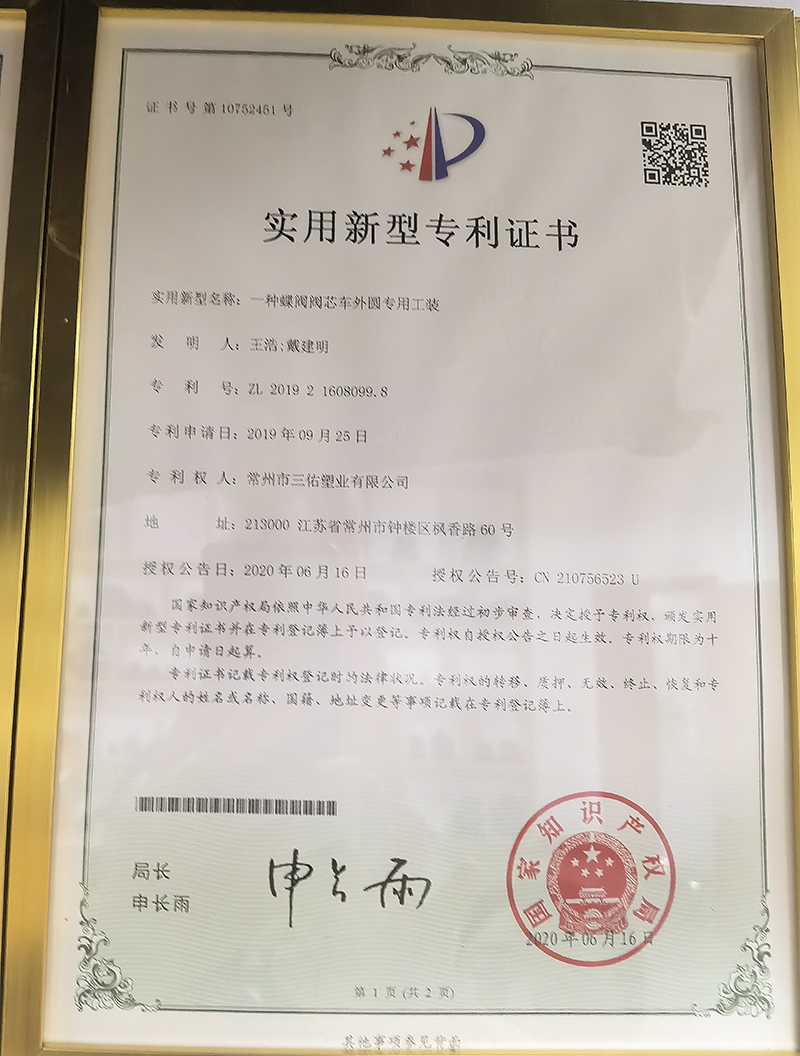 证书号第10752451号
实用新型专利证书
实用新型名称：一种蝶阀阀芯车外圆专用工装
发明人：王浩;戴建明
专利号：ZL 2019 2 1608099.8
专利申请日：2019年09月25日
专利权人：常州市三佑塑业有限公司
地址：213000 江苏省常州市钟楼区枫香路60号
授权公告日：2020年06月16日 授权公告号：CN 210756523 U
国家知识产权局依照中华人民共和国专利法经过初步审查，决定授予专利权，颁发实用
新型专利证书并在专利登记簿上予以登记。专利权自授权公告之日起生效。专利权期限为十
年，自申请日起算。
专利证书记载专利权登记时的法律状况。专利权的转移、质押、无效、终止、恢复和专
利权人的姓名或名称、国籍、地址变更等事项记载在专利登记簿上。
局长
申长雨
申长雨
国家知识产权局
2020年06月16日
第1页(共2页)
其他事项参见背面